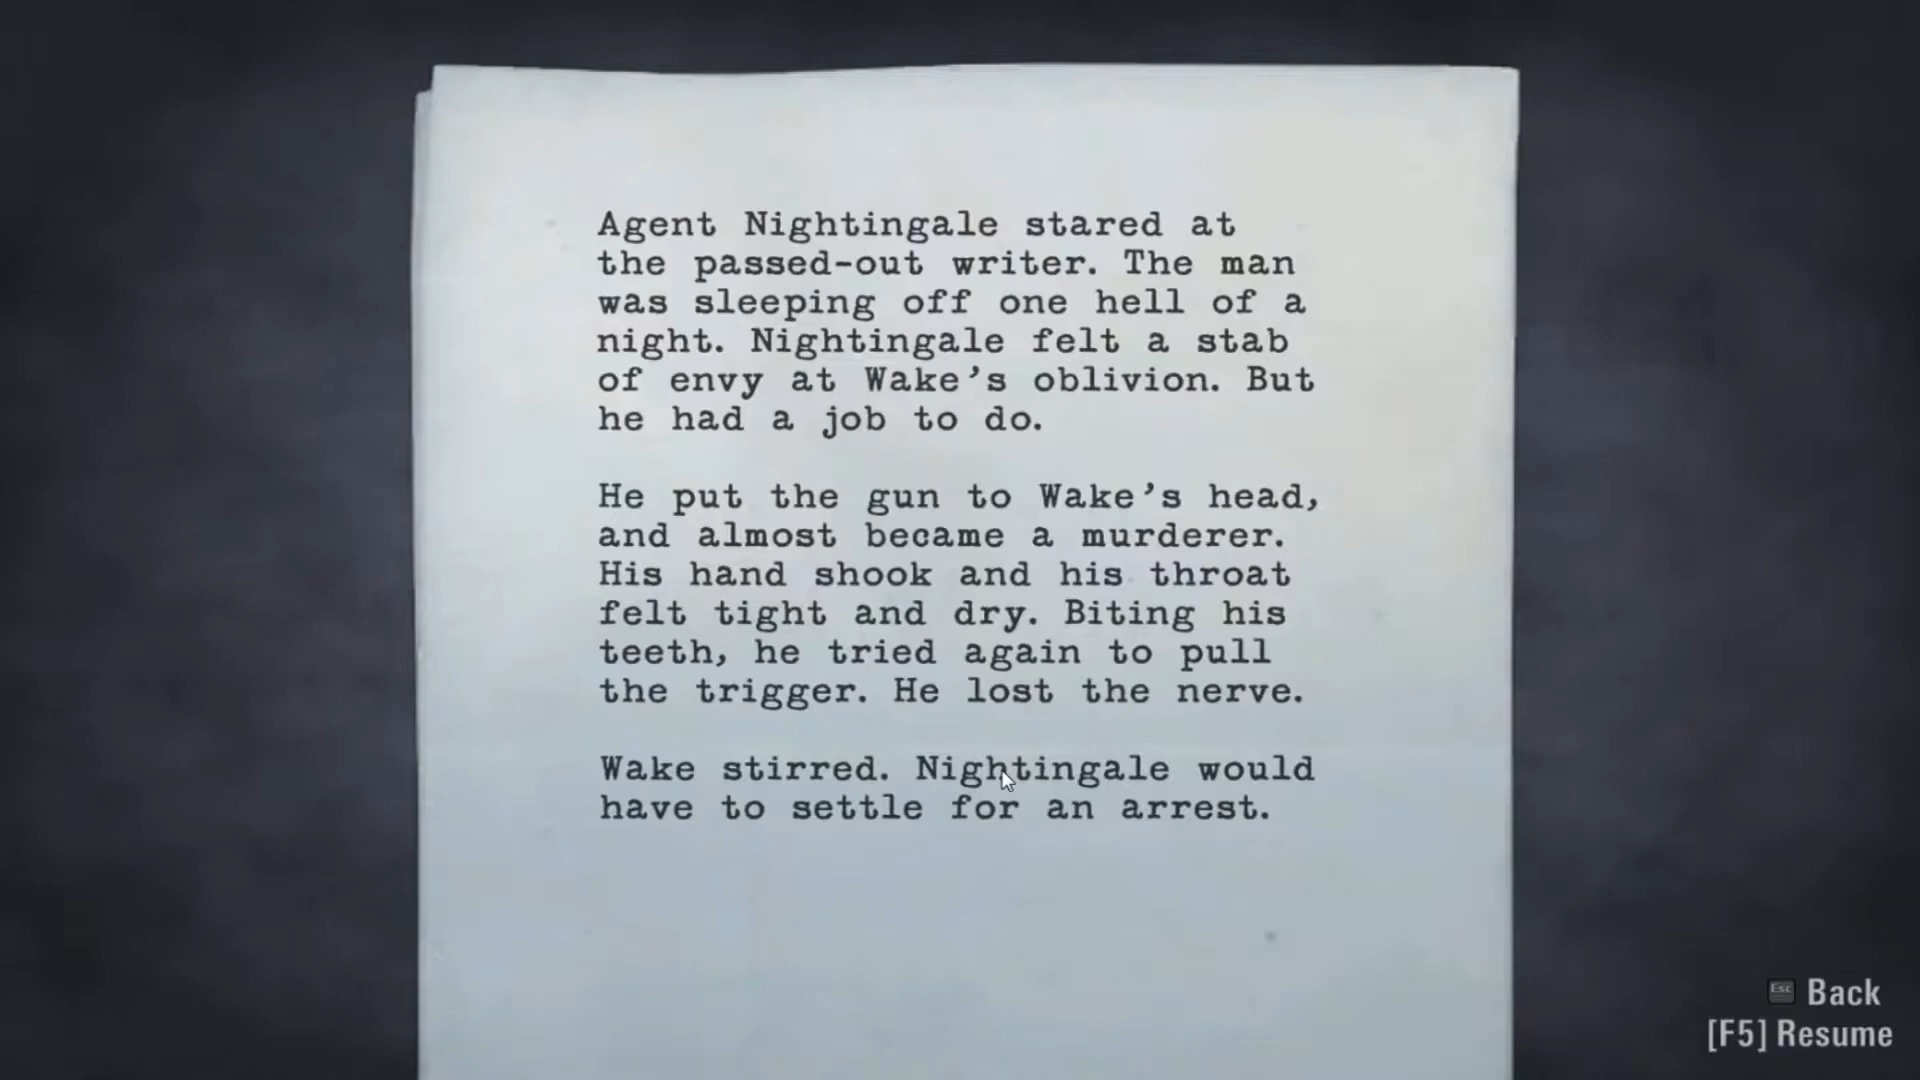 Agent Nightingale stared at
the passed-out writer. The man
was sleeping off one hell of a
night. Nightingale felt a stab
of envy at Wake's oblivion. But
he had a job to do.
He put the gun to Wake's head,
and almost became a murderer.
His hand shook and his throat
felt tight and dry. Biting his
teeth, he tried again to pull
the trigger. He lost the nerve.
Wake stirred. Nightingale would
have to settle for an arrest.
Esc Back
[F5] Resume